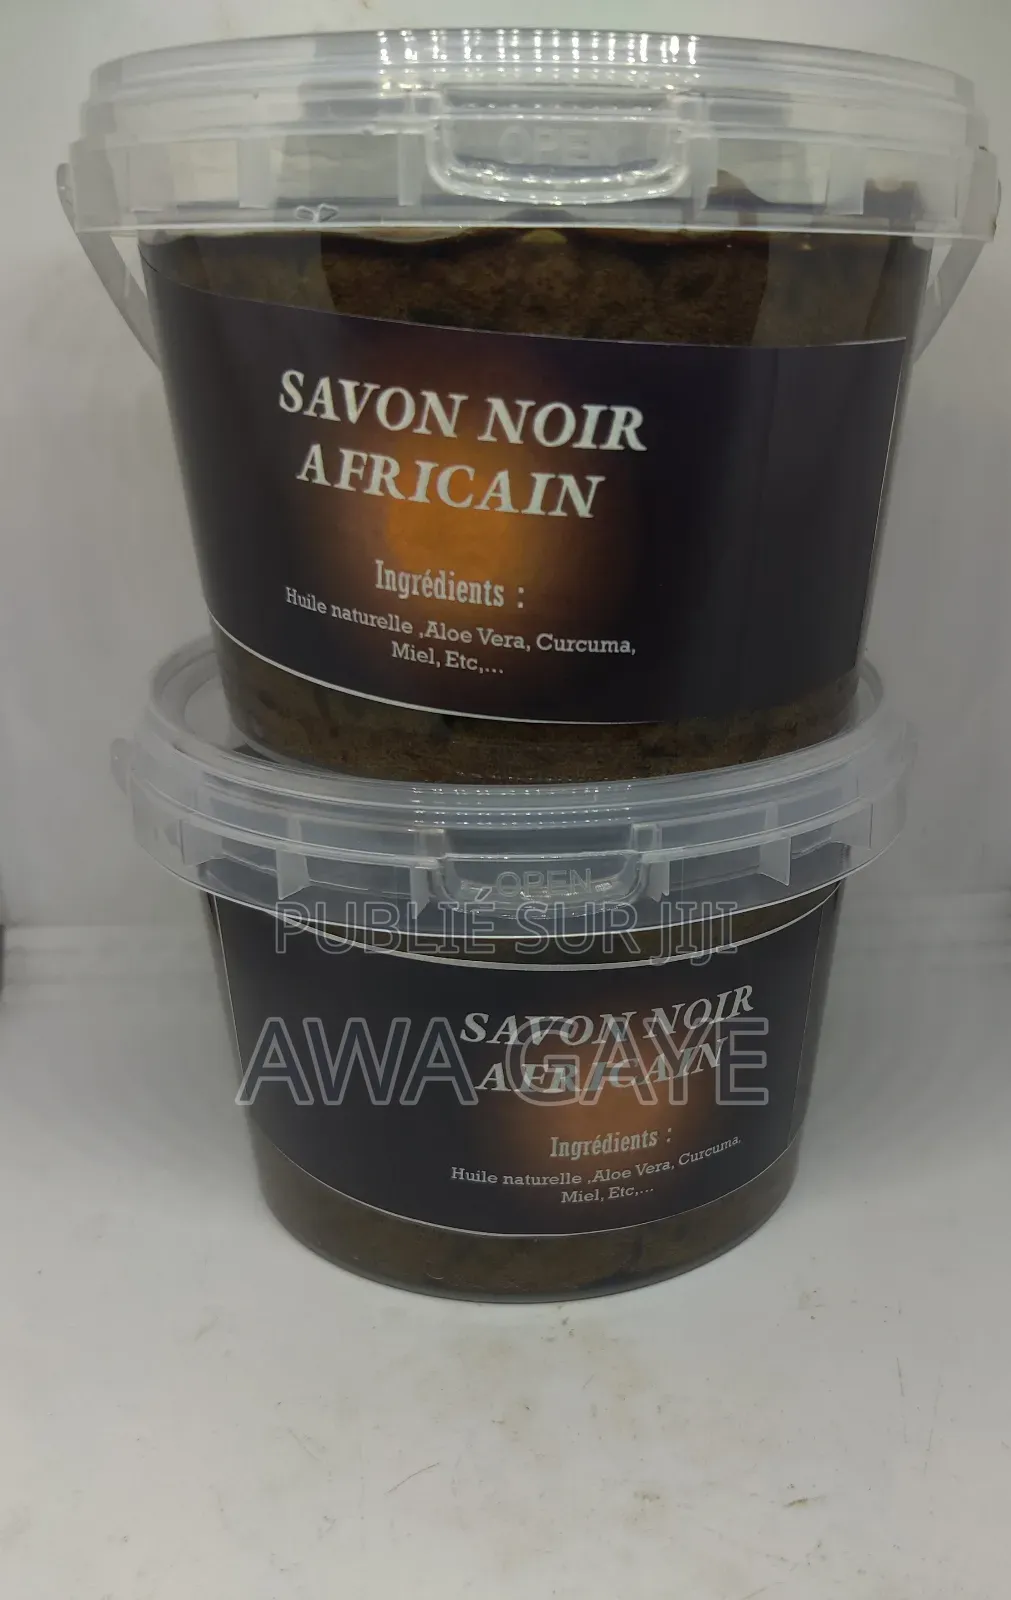 OPEN
SAVON NOIR
AFRICAIN
Ingrédients :
Huile naturelle ,Aloe Vera, Curcuma,
Miel, Etc,...
OPEN
PUBLIÉ SUR JIJI
SAVON NOIR
AWA GAYE
AFRICAIN
Ingrédients :
Huile naturelle ,Aloe Vera, Curcuma,
Miel, Etc,...